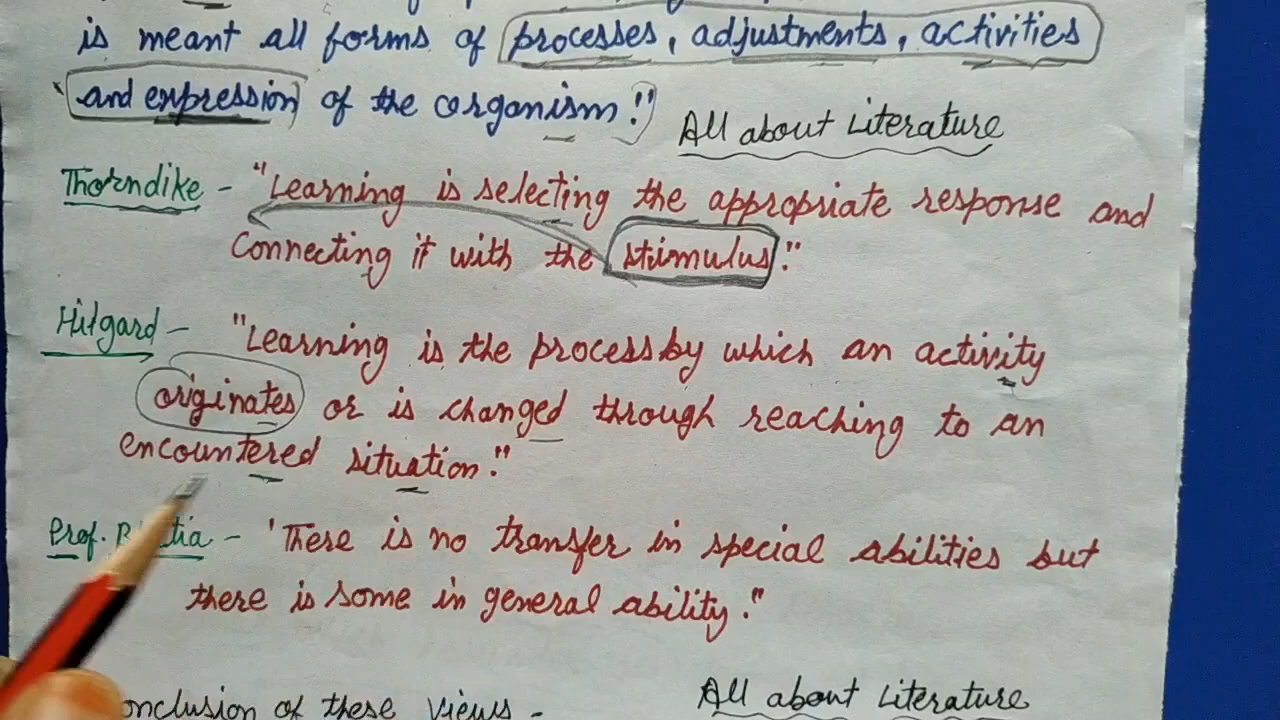 is meant all forms of processes, adjustments, activities
and expression of the organism!"
All about Literature
Thorndike - "Learning is selecting the appropriate response and
Connecting it with the stimulus."
Hilgard - "Learning is the process by which an activity
originates or is changed through reaching to an
encountered situation."
Prof. - 'There is no transfer in special abilities but
there is some in general ability."
onclusion of these views -
All about Literature